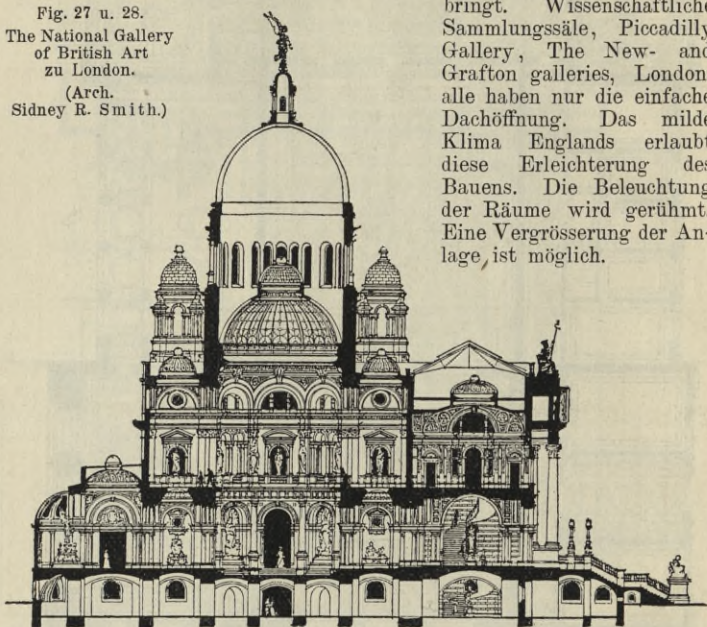 Fig. 27 u. 28.
The National Gallery
of British Art
zu London.
(Arch.
Sidney R. Smith.)
bringt. Wissenschaftliche
Sammlungssäle, Piccadilly
Gallery, The New- and
Grafton galleries, London
alle haben nur die einfache
Dachöffnung. Das milde
Klima Englands erlaubt
diese Erleichterung des
Bauens. Die Beleuchtung
der Räume wird gerühmt.
Eine Vergrösserung der An-
lage ist möglich.